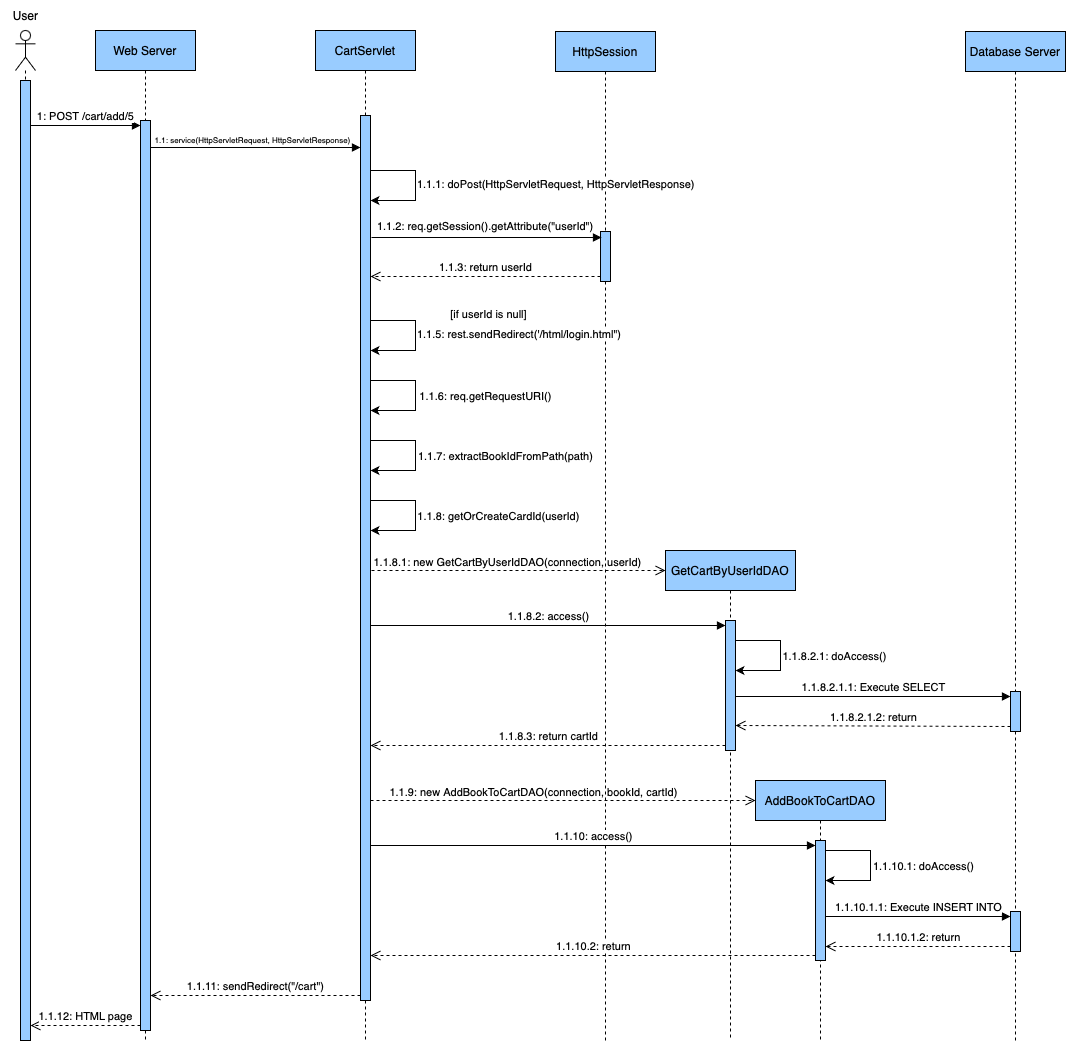 User
Web Server
CartServlet
HttpSession
Database Server
1: POST /cart/add/5
1.1: service(HttpServletRequest, HttpServletResponse)
1.1.1: doPost(HttpServletRequest, HttpServletResponse)
1.1.2: req.getSession().getAttribute("userId")
1.1.3: return userId
[if userId is null]
1.1.5: rest.sendRedirect('/html/login.html")
1.1.6: req.getRequestURI()
1.1.7: extractBookIdFromPath(path)
1.1.8: getOrCreateCardId(userId)
1.1.8.1: new GetCartByUserIdDAO(connection, userId)
GetCartByUserIdDAO
1.1.8.2: access()
1.1.8.2.1: doAccess()
1.1.8.2.1.1: Execute SELECT
1.1.8.2.1.2: return
1.1.8.3: return cartId
1.1.9: new AddBookToCartDAO(connection, bookId, cartId)
AddBookToCartDAO
1.1.10: access()
1.1.10.1: doAccess()
1.1.10.1.1: Execute INSERT INTO
1.1.10.1.2: return
1.1.10.2: return
1.1.11: sendRedirect("/cart")
1.1.12: HTML page